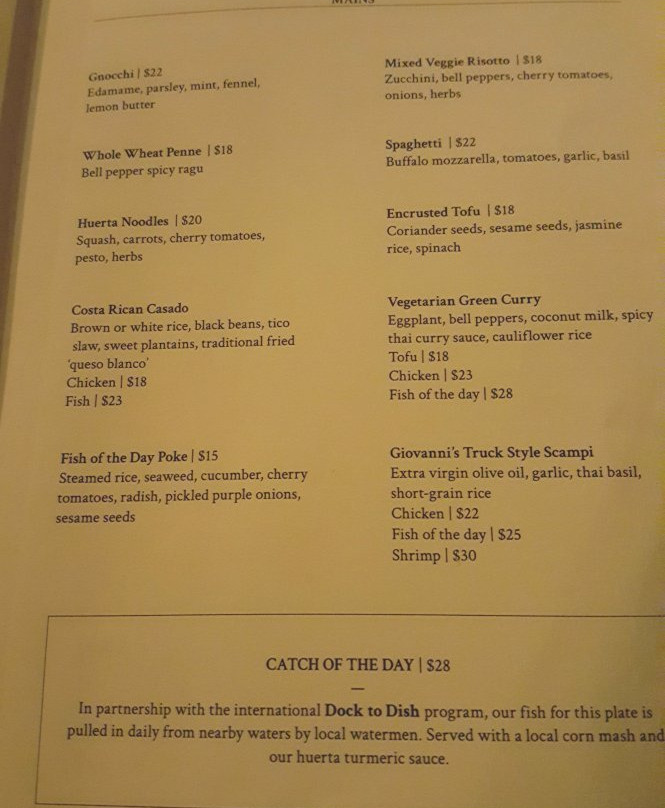 MAINS
Gnocchi | $22
Edamame, parsley, mint, fennel,
lemon butter
Whole Wheat Penne | $18
Bell pepper spicy ragu
Huerta Noodles | $20
Squash, carrots, cherry tomatoes,
pesto, herbs
Costa Rican Casado
Brown or white rice, black beans, tico
slaw, sweet plantains, traditional fried
'queso blanco'
Chicken | $18
Fish | $23
Fish of the Day Poke | $15
Steamed rice, seaweed, cucumber, cherry
tomatoes, radish, pickled purple onions,
sesame seeds
Mixed Veggie Risotto | $18
Zucchini, bell peppers, cherry tomatoes,
onions, herbs
Spaghetti | $22
Buffalo mozzarella, tomatoes, garlic, basil
Encrusted Tofu | $18
Coriander seeds, sesame seeds, jasmine
rice, spinach
Vegetarian Green Curry
Eggplant, bell peppers, coconut milk, spicy
thai curry sauce, cauliflower rice
Tofu | $18
Chicken | $23
Fish of the day | $28
Giovanni's Truck Style Scampi
Extra virgin olive oil, garlic, thai basil,
short-grain rice
Chicken | $22
Fish of the day | $25
Shrimp | $30
CATCH OF THE DAY | $28
—
In partnership with the international Dock to Dish program, our fish for this plate is
pulled in daily from nearby waters by local watermen. Served with a local corn mash and
our huerta turmeric sauce.